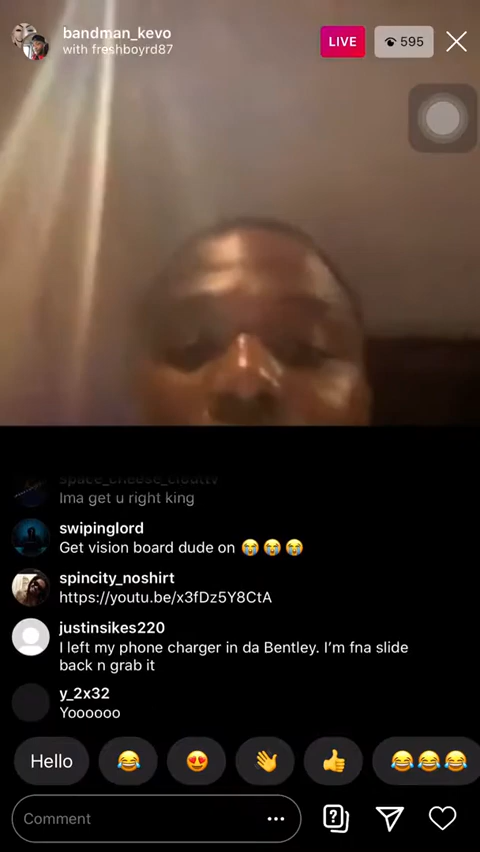 bandman_kevo
with freshboyrd87
LIVE
595
space_cheese_clouttv
Ima get u right king
swipinglord
Get vision board dude on 😭😭😭
spincity_noshirt
https://youtu.be/x3fDz5Y8CtA
justinsikes220
I left my phone charger in da Bentley. I’m fna slide
back n grab it
y_2x32
Yoooooo
Hello 😂 😍 👋 👍 😂😂😂
Comment